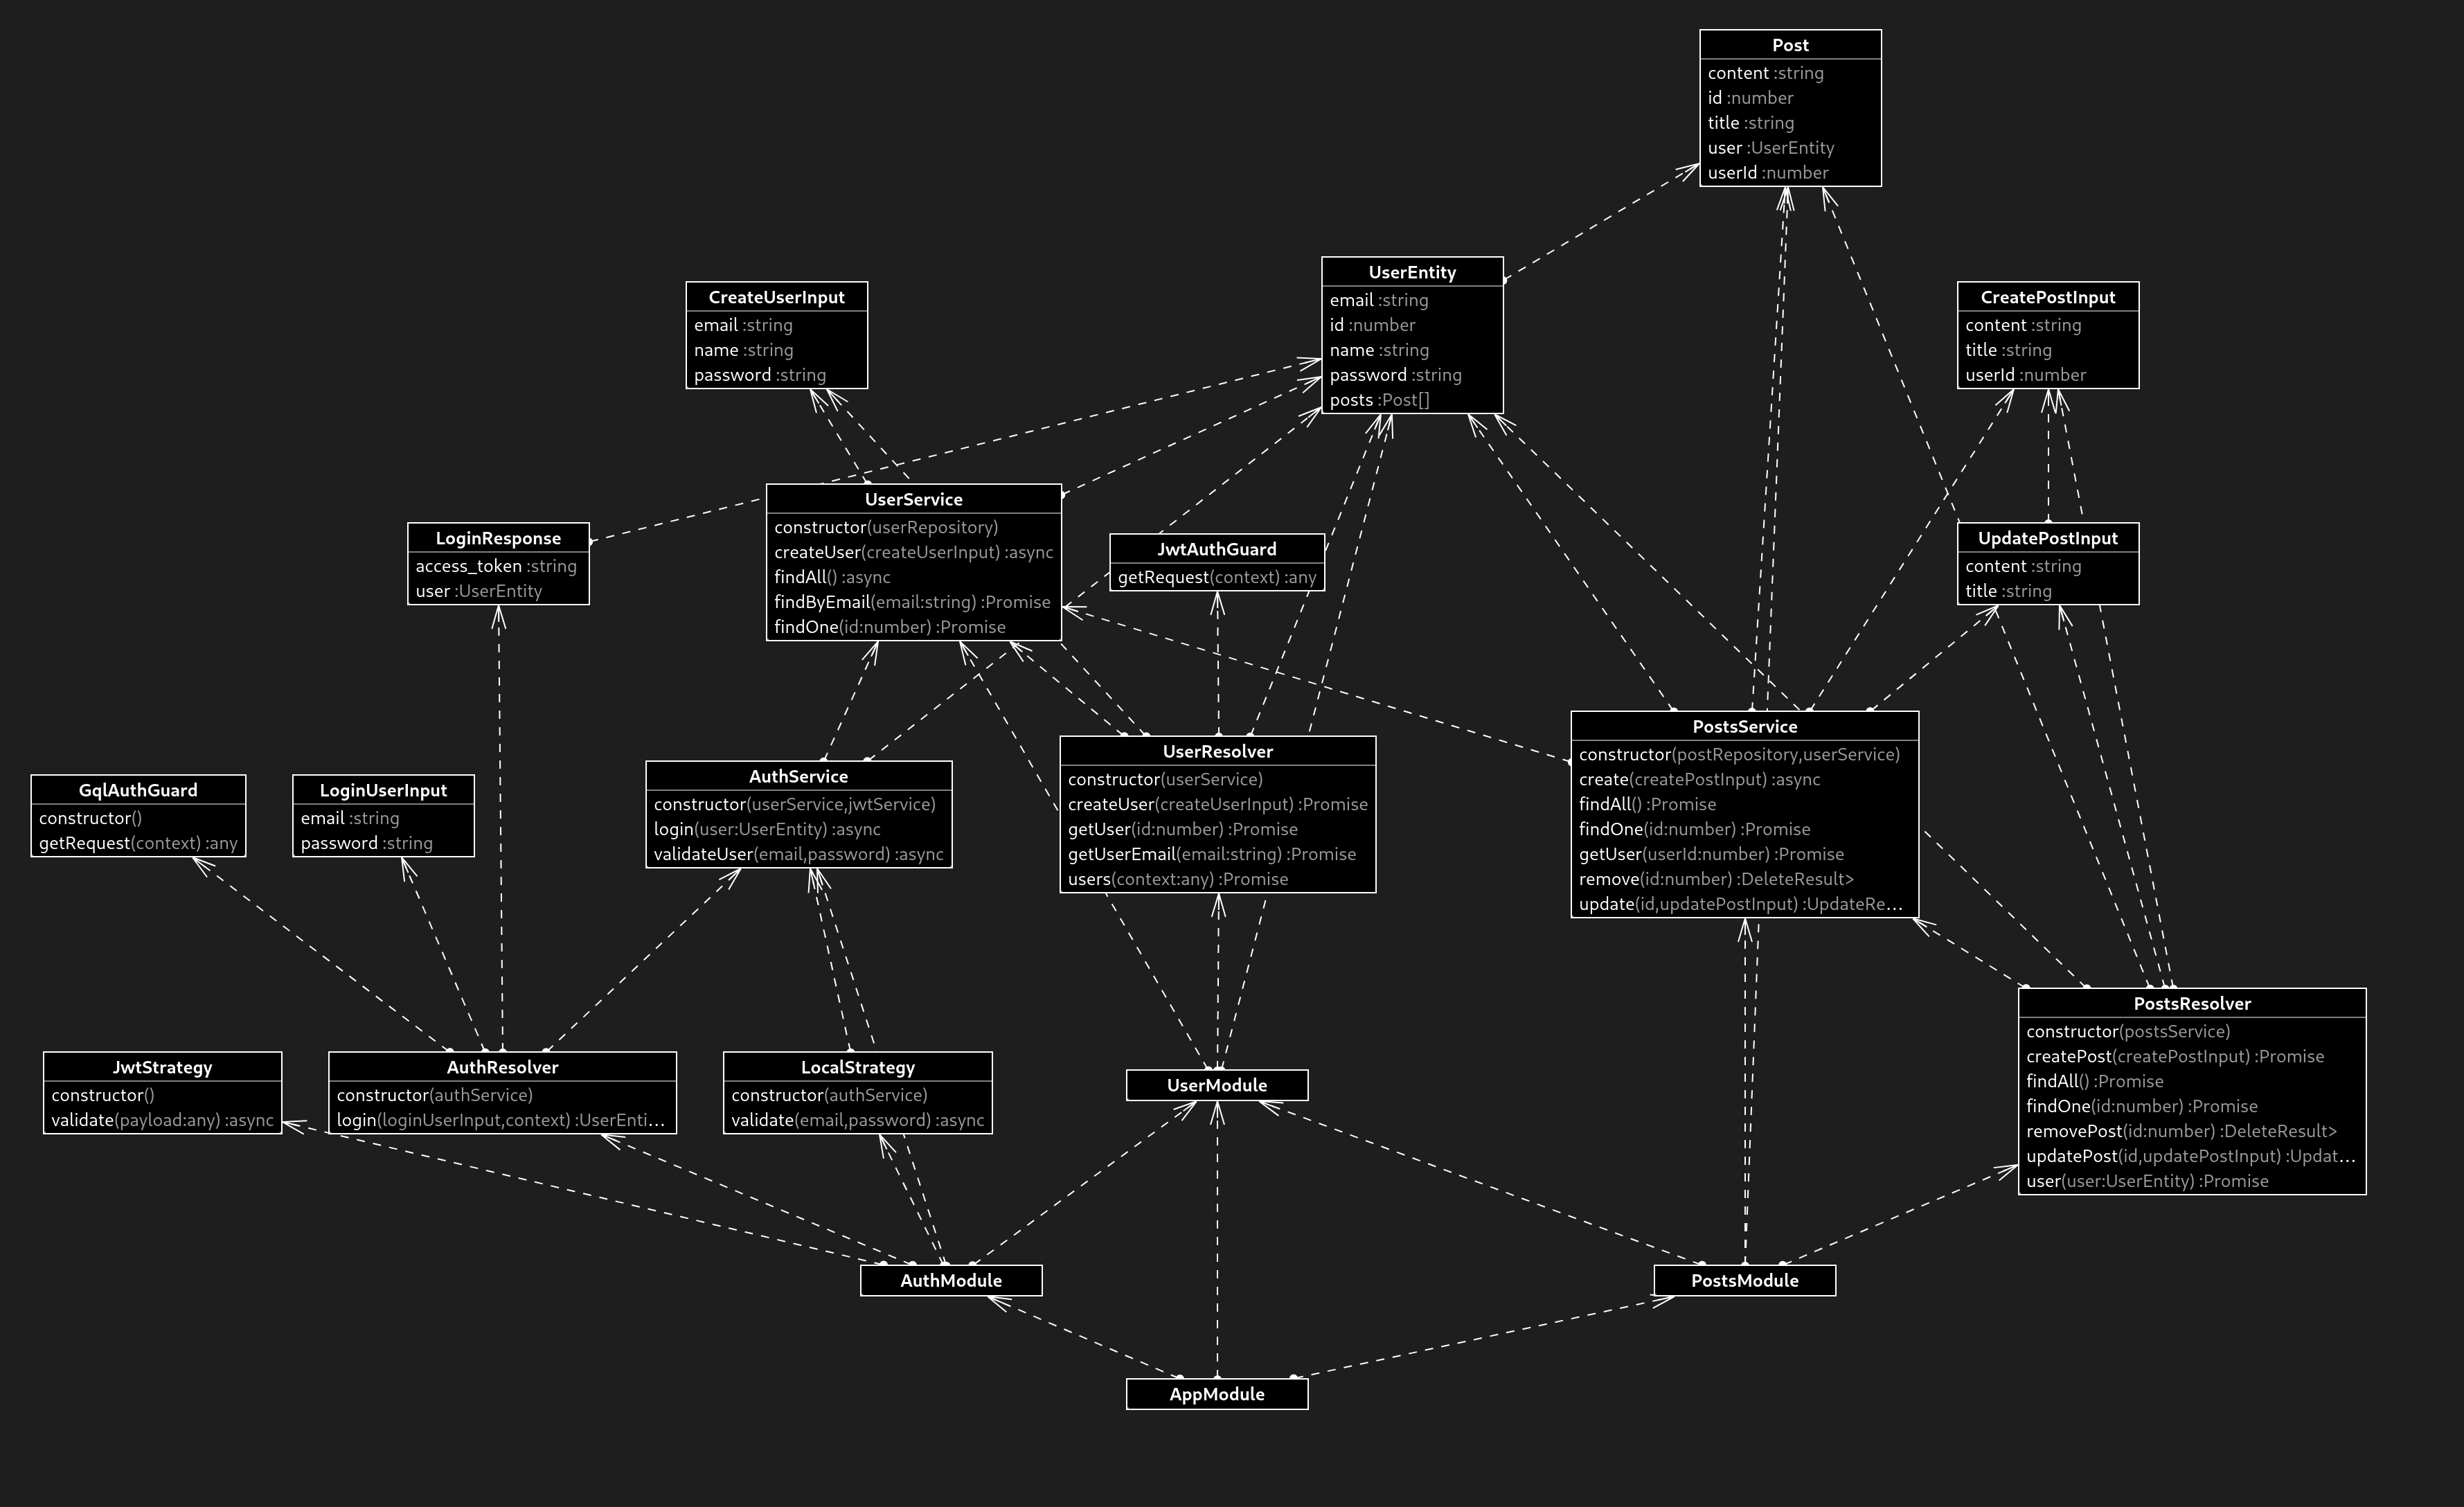 Post
content :string
id :number
title :string
user :UserEntity
userId :number
UserEntity
email :string
id :number
name :string
password :string
posts :Post[]
CreateUserInput
email :string
name :string
password :string
CreatePostInput
content :string
title :string
userId :number
UserService
constructor(userRepository)
createUser(createUserInput) :async
findAll() :async
findByEmail(email:string) :Promise
findOne(id:number) :Promise
LoginResponse
access_token :string
user :UserEntity
JwtAuthGuard
getRequest(context) :any
UpdatePostInput
content :string
title :string
PostsService
constructor(postRepository,userService)
create(createPostInput) :async
findAll() :Promise
findOne(id:number) :Promise
getUser(userId:number) :Promise
remove(id:number) :DeleteResult>
update(id,updatePostInput) :UpdateRe...
UserResolver
constructor(userService)
createUser(createUserInput) :Promise
getUser(id:number) :Promise
getUserEmail(email:string) :Promise
users(context:any) :Promise
AuthService
constructor(userService,jwtService)
login(user:UserEntity) :async
validateUser(email,password) :async
GqlAuthGuard
constructor()
getRequest(context) :any
LoginUserInput
email :string
password :string
PostsResolver
constructor(postsService)
createPost(createPostInput) :Promise
findAll() :Promise
findOne(id:number) :Promise
removePost(id:number) :DeleteResult>
updatePost(id,updatePostInput) :Updat...
user(user:UserEntity) :Promise
JwtStrategy
constructor()
validate(payload:any) :async
AuthResolver
constructor(authService)
login(loginUserInput,context) :UserEnti...
LocalStrategy
constructor(authService)
validate(email,password) :async
UserModule
AuthModule
PostsModule
AppModule